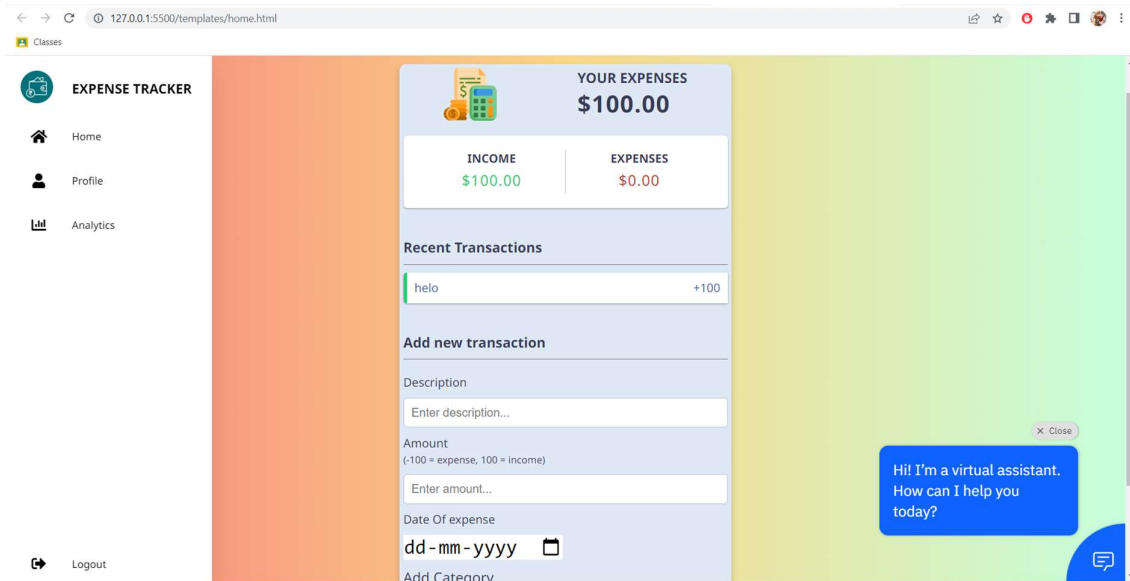 127.0.0.1:5500/templates/home.html
Classes
EXPENSE TRACKER
Home
Profile
Analytics
Logout
YOUR EXPENSES
$100.00
INCOME
$100.00
EXPENSES
$0.00
Recent Transactions
helo +100
Add new transaction
Description
Enter description...
Amount
(-100 = expense, 100 = income)
Enter amount...
Date Of expense
dd-mm-yyyy
Add Category
Close
Hi! I'm a virtual assistant.
How can I help you
today?